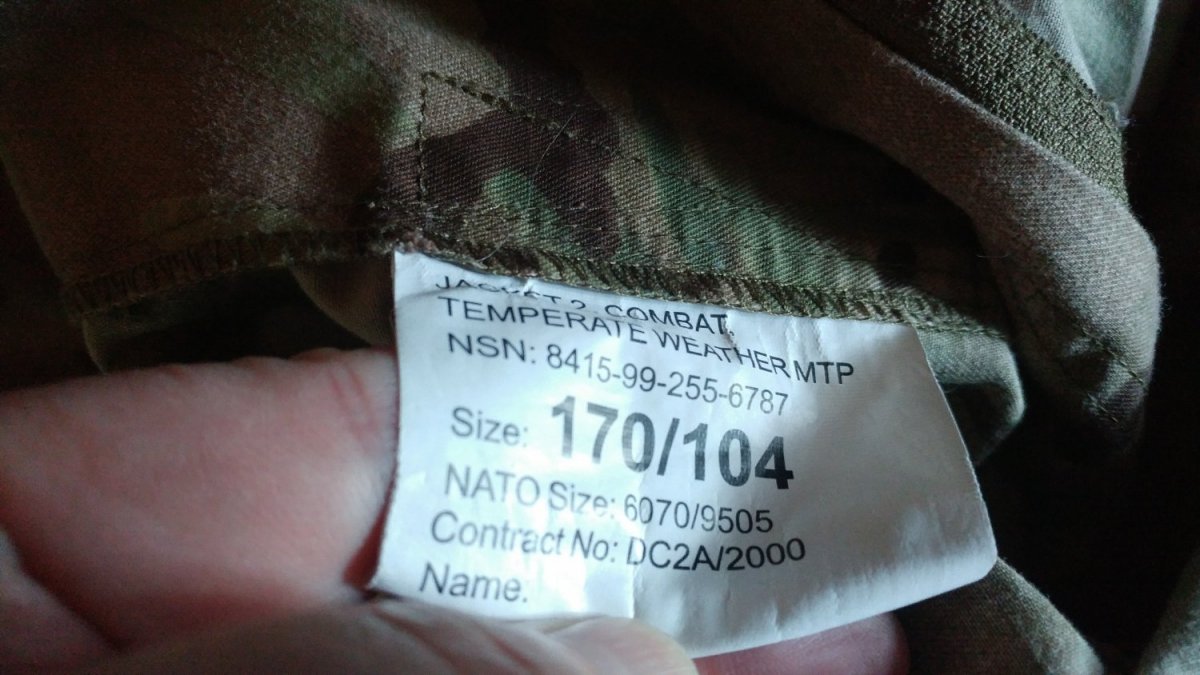 JACKET 2, COMBAT,
TEMPERATE WEATHER MTP
NSN: 8415-99-255-6787
Size: 170/104
NATO Size: 6070/9505
Contract No: DC2A/2000
Name: